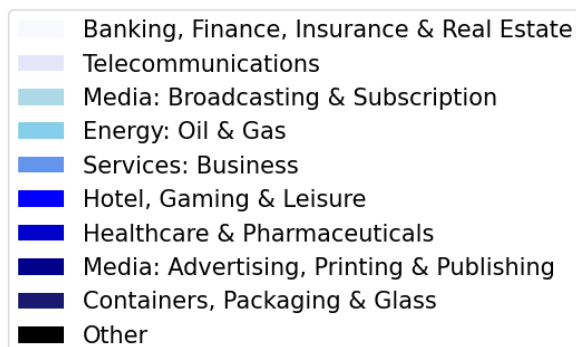 Banking, Finance, Insurance & Real Estate
Telecommunications
Media: Broadcasting & Subscription
Energy: Oil & Gas
Services: Business
Hotel, Gaming & Leisure
Healthcare & Pharmaceuticals
Media: Advertising, Printing & Publishing
Containers, Packaging & Glass
Other